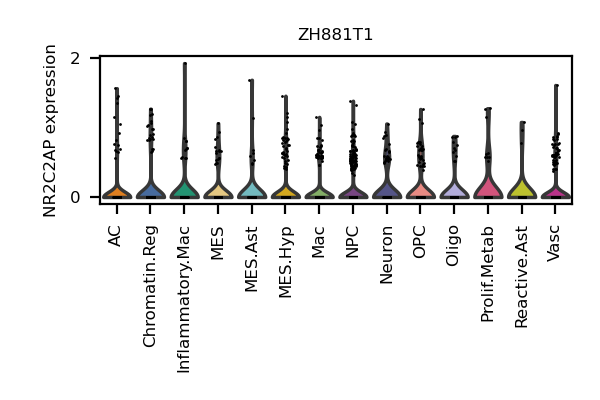 ZH881T1
NR2C2AP expression
2
0
AC
Chromatin.Reg
Inflammatory.Mac
MES
MES.Ast
MES.Hyp
Mac
NPC
Neuron
OPC
Oligo
Prolif.Metab
Reactive.Ast
Vasc